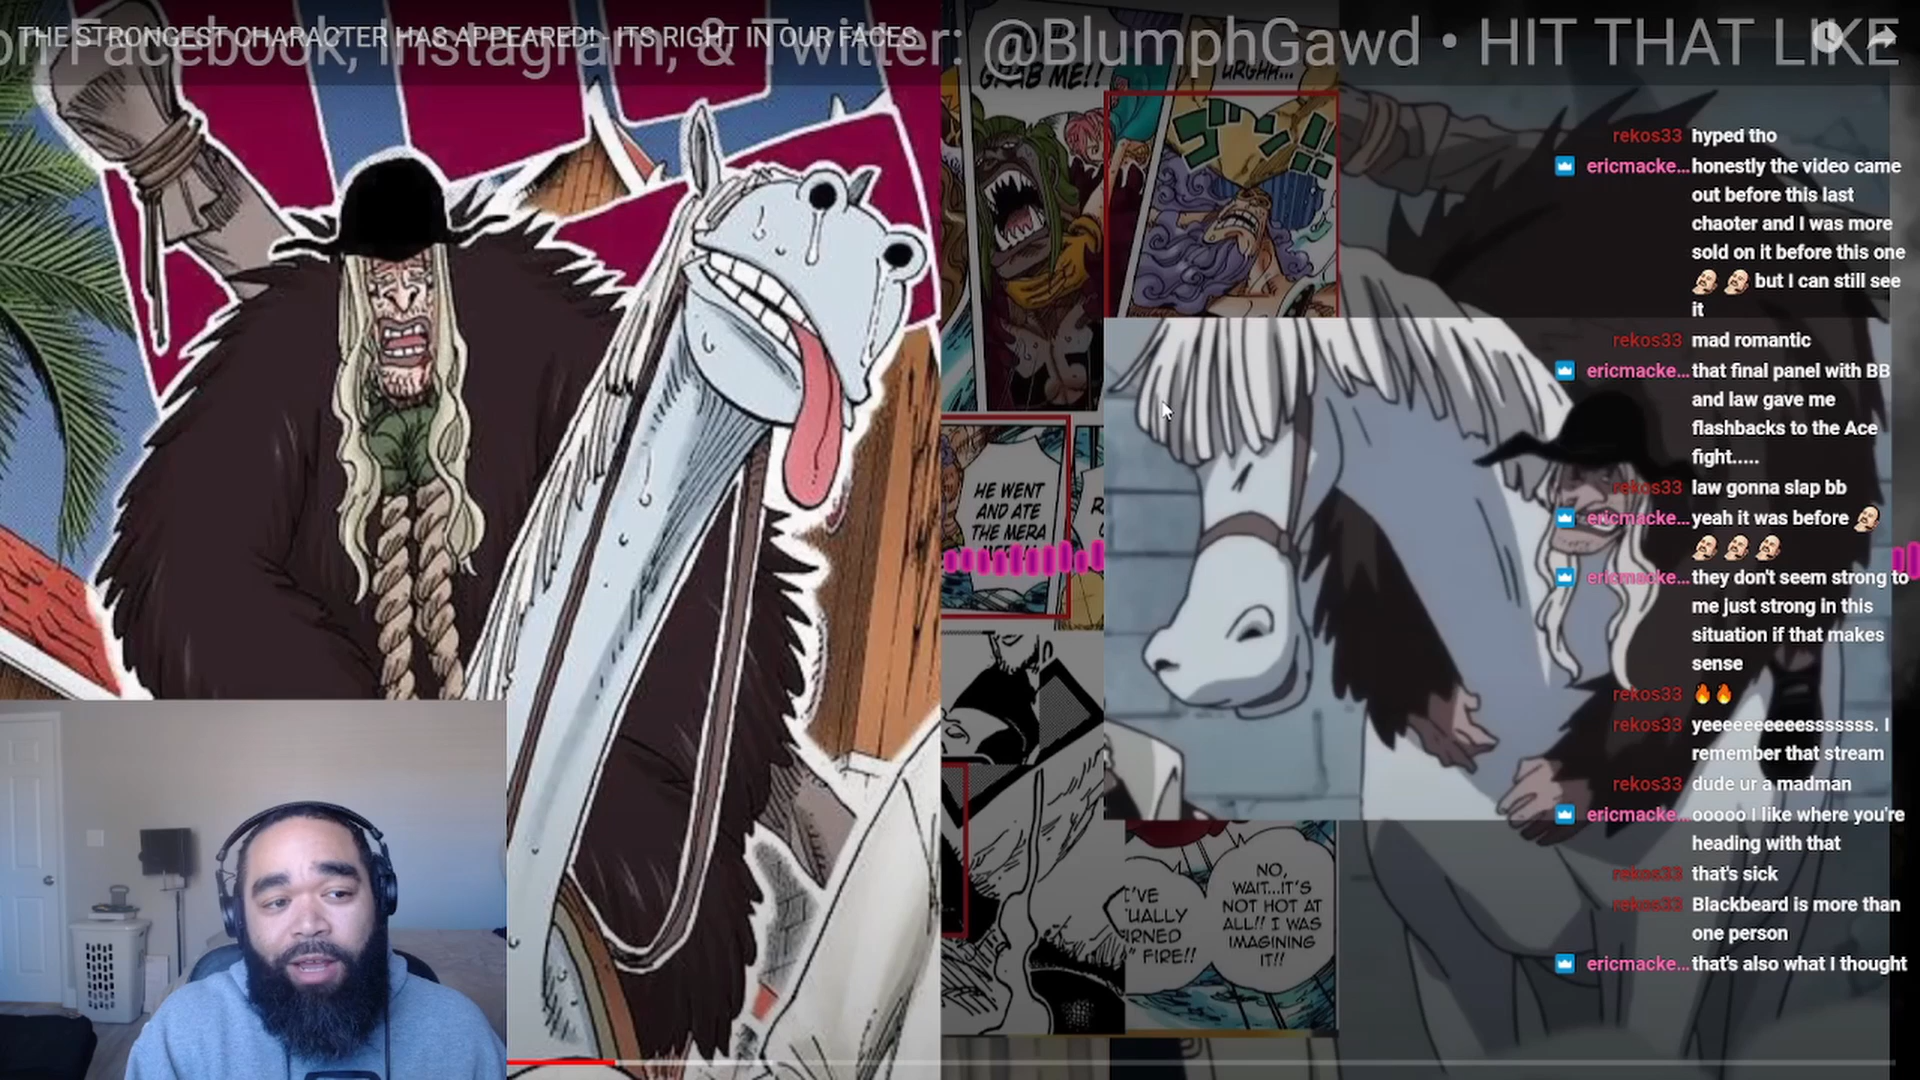 on Facebook, Instagram, & Twitter: @BlumphGawd • HIT THAT LIKE
THE STRONGEST CHARACTER HAS APPEARED! - ITS RIGHT IN OUR FACES
GRAB ME!!
URGHH...
ゴン!!
HE WENT
AND ATE
THE MERA
I'VE
"FIRE!!
NO,
WAIT...IT'S
NOT HOT AT
ALL!! I WAS
IMAGINING
IT!!
rekos33 hyped tho
ericmacke... honestly the video came
out before this last
chaoter and I was more
sold on it before this one
but I can still see
it
rekos33 mad romantic
ericmacke... that final panel with BB
and law gave me
flashbacks to the Ace
fight.....
rekos33 law gonna slap bb
ericmacke... yeah it was before
ericmacke... they don't seem strong to
me just strong in this
situation if that makes
sense
rekos33 🔥🔥
rekos33 yeeeeeeeeeesssssss. I
remember that stream
rekos33 dude ur a madman
ericmacke... ooooo I like where you're
heading with that
rekos33 that's sick
rekos33 Blackbeard is more than
one person
ericmacke... that's also what I thought